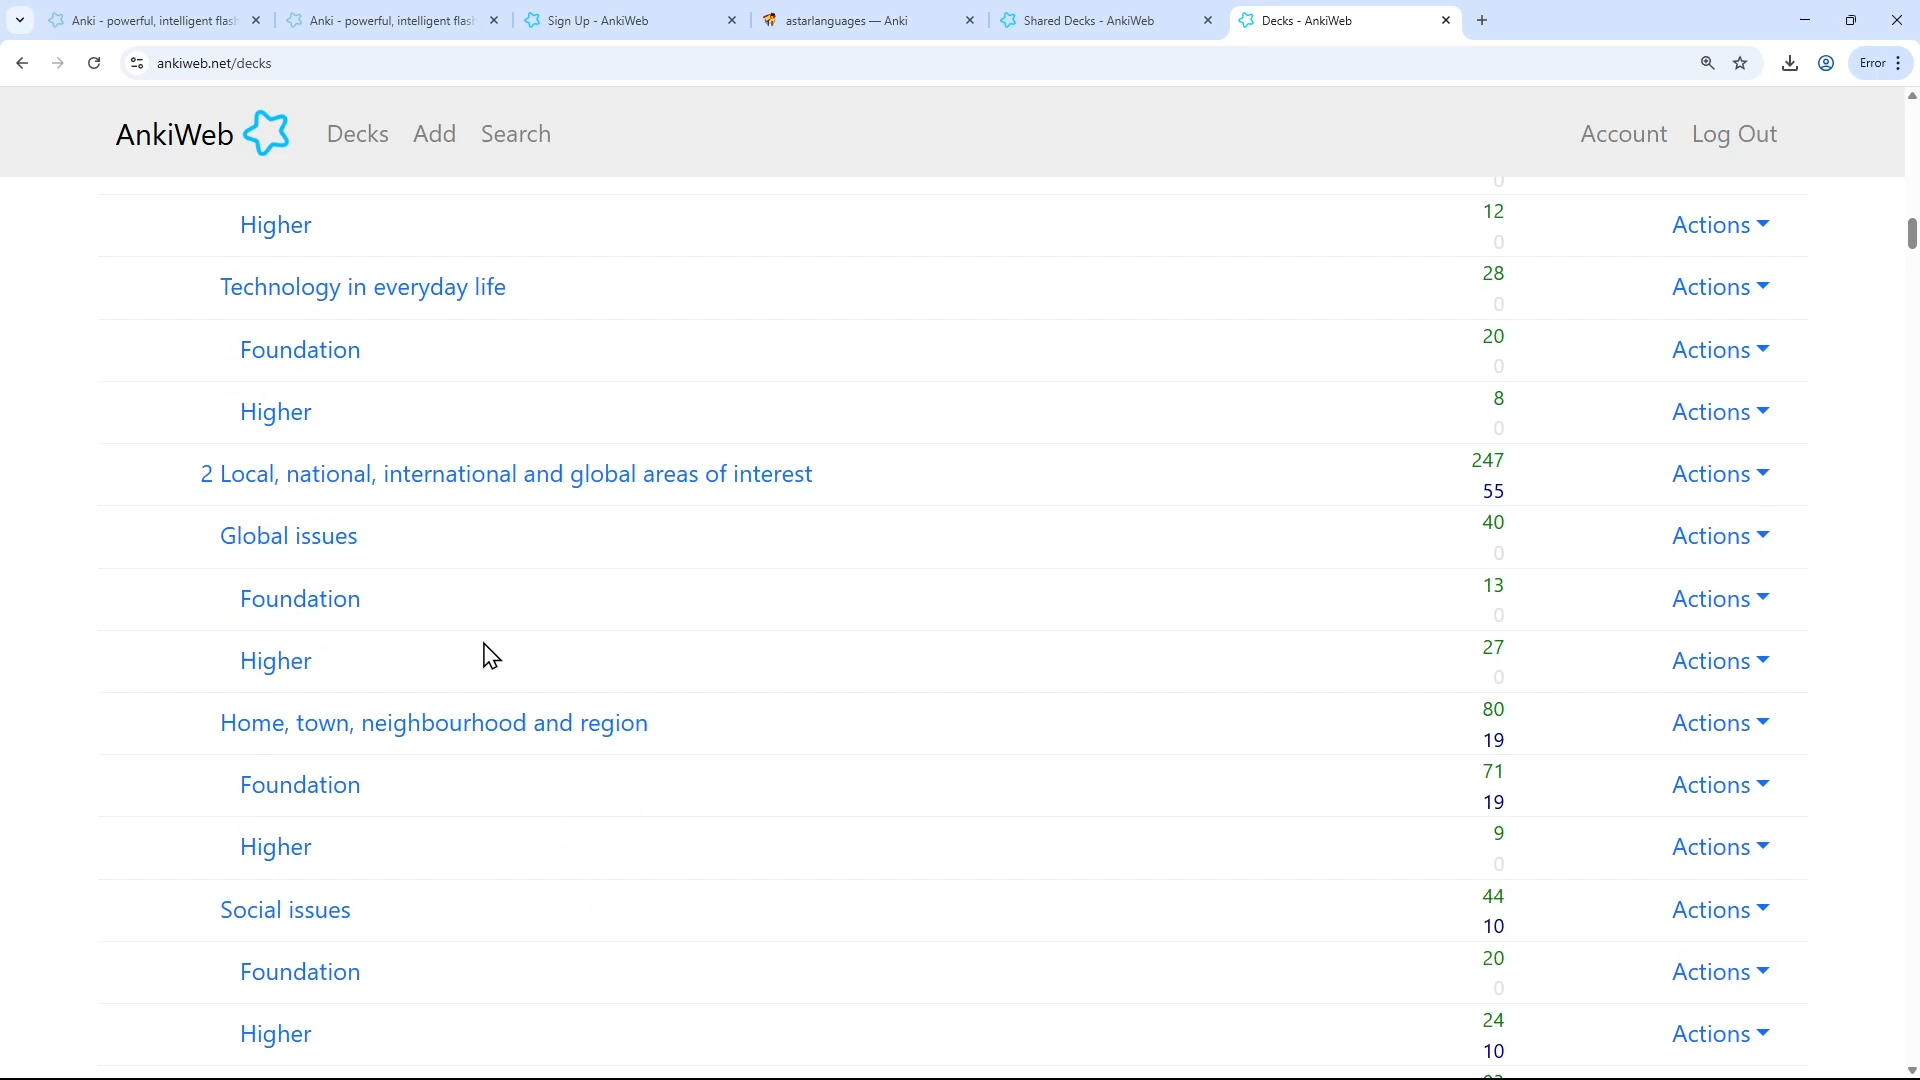 Anki - powerful, intelligent flash
Anki - powerful, intelligent flash
Sign Up - AnkiWeb
astarlanguages — Anki
Shared Decks - AnkiWeb
Decks - AnkiWeb
ankiweb.net/decks
Error
AnkiWeb Decks Add Search Account Log Out
0
Higher 12 Actions
0
Technology in everyday life 28 Actions
0
Foundation 20 Actions
0
Higher 8 Actions
0
2 Local, national, international and global areas of interest 247 Actions
55
Global issues 40 Actions
0
Foundation 13 Actions
0
Higher 27 Actions
0
Home, town, neighbourhood and region 80 Actions
19
Foundation 71 Actions
19
Higher 9 Actions
0
Social issues 44 Actions
10
Foundation 20 Actions
0
Higher 24 Actions
10